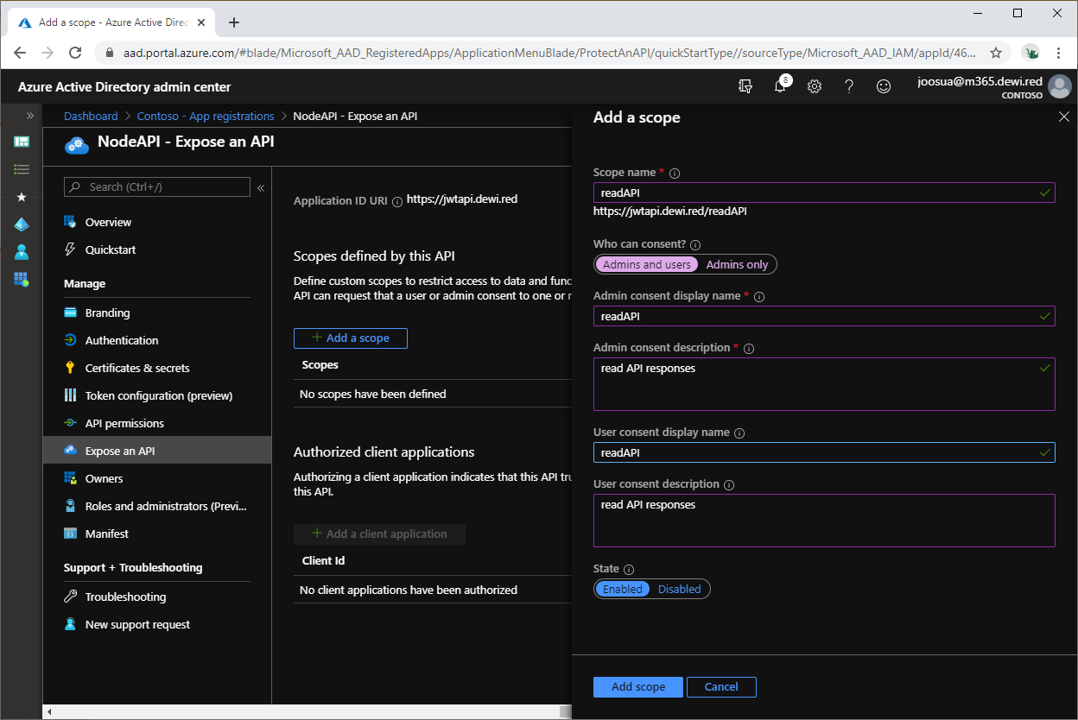 Add a scope - Azure Active Direc
aad.portal.azure.com/#blade/Microsoft_AAD_RegisteredApps/ApplicationMenuBlade/ProtectAnAPI/quickStartType//sourceType/Microsoft_AAD_IAM/appId/46...
Azure Active Directory admin center
8
joosua@m365.dewi.red
CONTOSO
Dashboard > Contoso - App registrations > NodeAPI - Expose an API
NodeAPI - Expose an API
Search (Ctrl+/)
Overview
Quickstart
Manage
Branding
Authentication
Certificates & secrets
Token configuration (preview)
API permissions
Expose an API
Owners
Roles and administrators (Previ...
Manifest
Support + Troubleshooting
Troubleshooting
New support request
Application ID URI https://jwtapi.dewi.red
Scopes defined by this API
Define custom scopes to restrict access to data and func
API can request that a user or admin consent to one or
+ Add a scope
Scopes
No scopes have been defined
Authorized client applications
Authorizing a client application indicates that this API tru
this API.
+ Add a client application
Client Id
No client applications have been authorized
Add a scope
Scope name *
readAPI
https://jwtapi.dewi.red/readAPI
Who can consent?
Admins and users Admins only
Admin consent display name *
readAPI
Admin consent description *
read API responses
User consent display name
readAPI
User consent description
read API responses
State
Enabled Disabled
Add scope Cancel